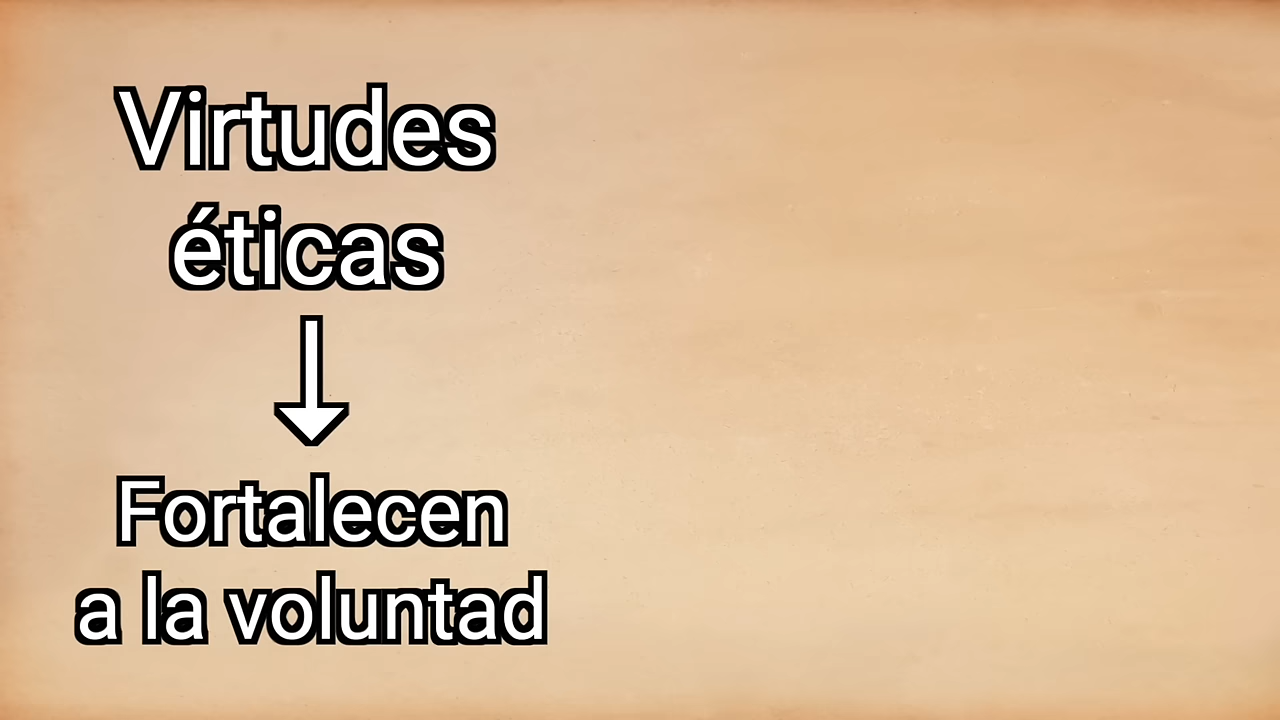 Virtudes
éticas
↓
Fortalecen
a la voluntad